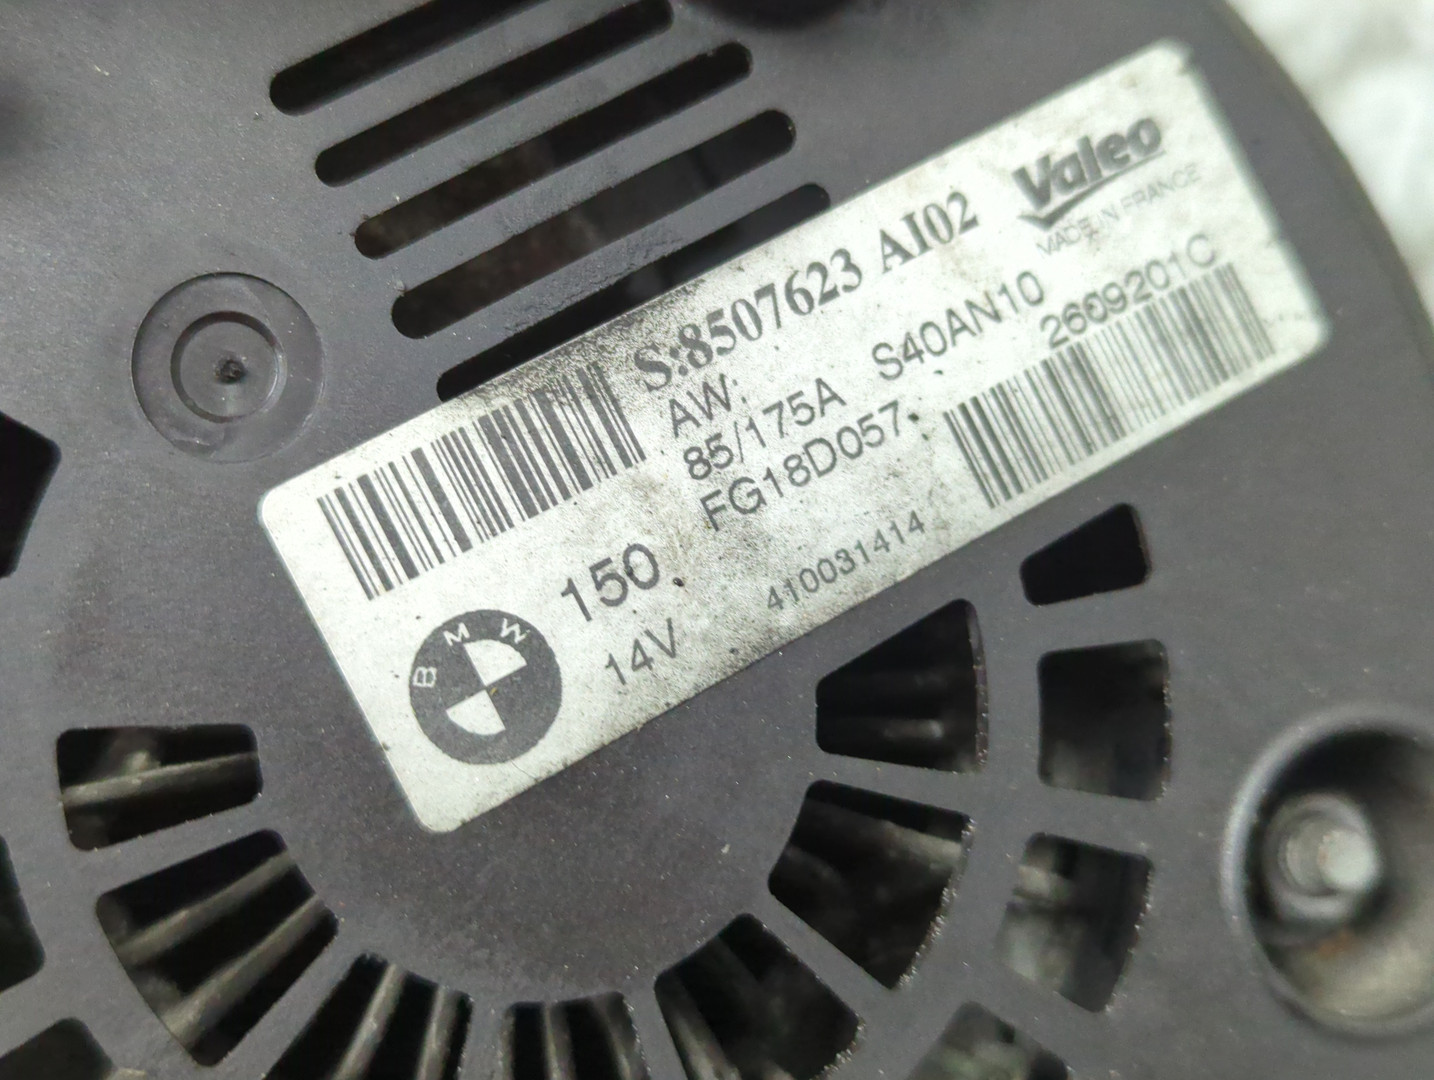 Valeo
MADE IN FRANCE
S:8507623 AI02
AW:
85/175A S40AN10
FG18D057
2609201C
150
14V
410031414
BMW